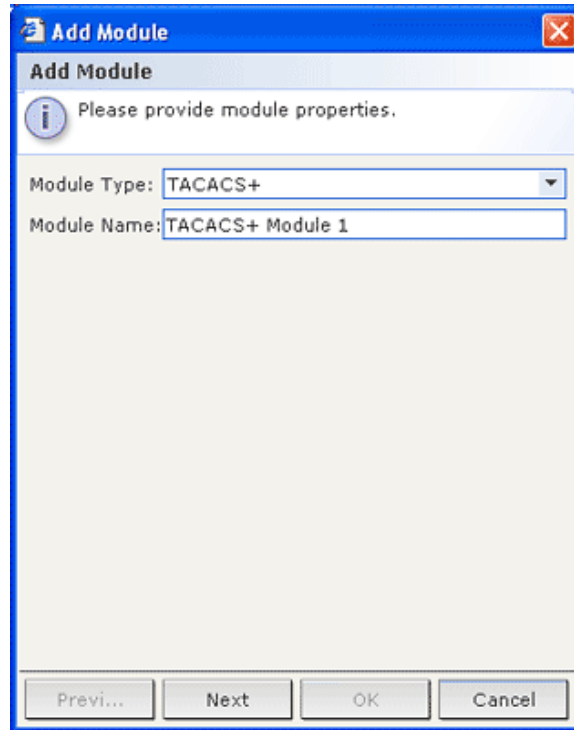 Add Module
Add Module
Please provide module properties.
Module Type: TACACS+
Module Name: TACACS+ Module 1
Previ... Next OK Cancel